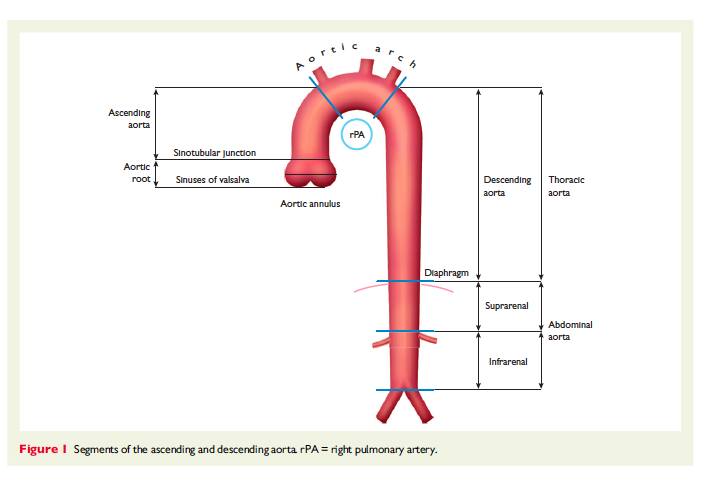 Aortic arch
Ascending
aorta
rPA
Sinotubular junction
Aortic
root
Sinuses of valsalva
Descending
aorta
Thoracic
aorta
Aortic annulus
Diaphragm
Suprarenal
Abdominal
aorta
Infrarenal
Figure 1 Segments of the ascending and descending aorta. rPA = right pulmonary artery.